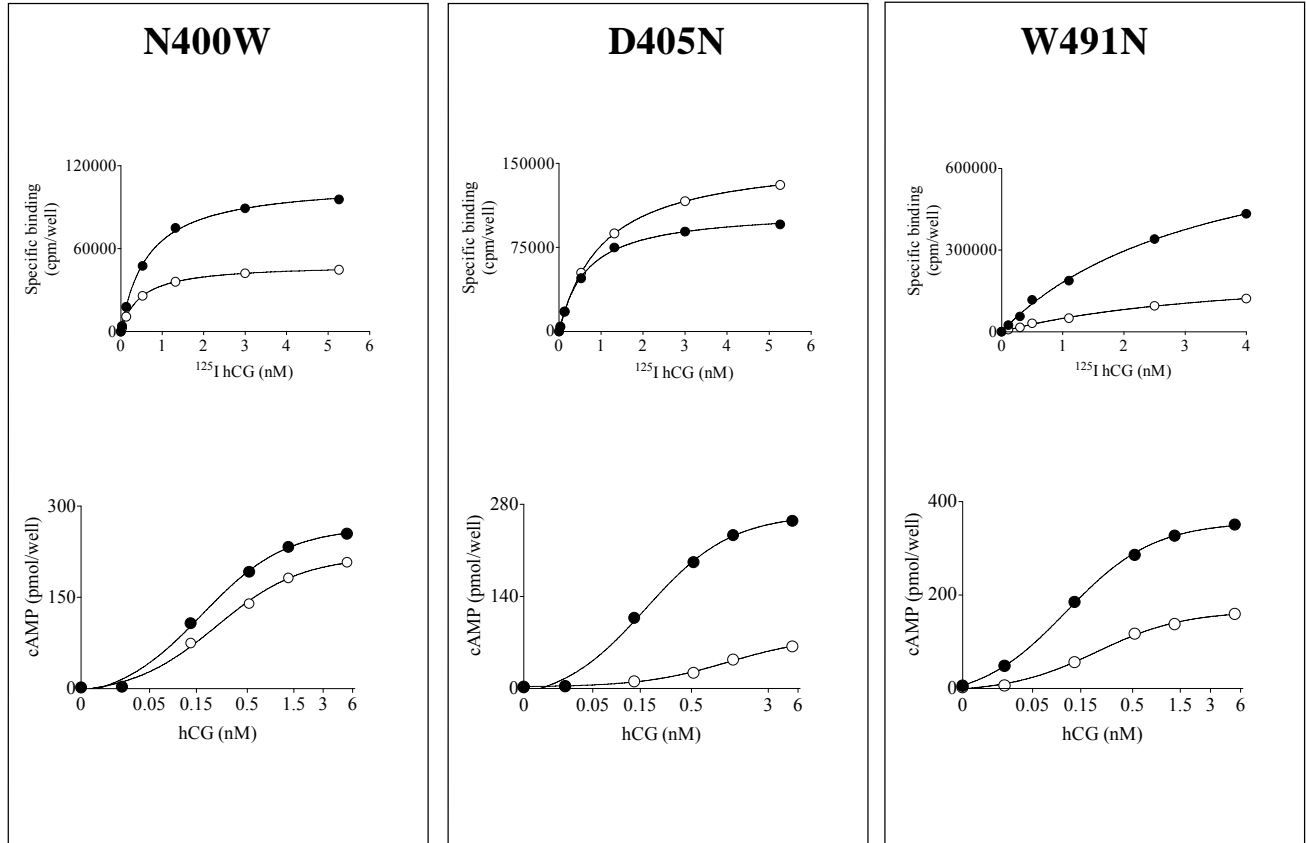 N400W
Specific binding
(cpm/well)
120000
60000
0
0 1 2 3 4 5 6
¹²⁵I hCG (nM)
cAMP (pmol/well)
300
150
0
0 0.05 0.15 0.5 1.5 3 6
hCG (nM)
D405N
Specific binding
(cpm/well)
150000
75000
0
0 1 2 3 4 5 6
¹²⁵I hCG (nM)
cAMP (pmol/well)
280
140
0
0 0.05 0.15 0.5 3 6
hCG (nM)
W491N
Specific binding
(cpm/well)
600000
300000
0
0 1 2 3 4
¹²⁵I hCG (nM)
cAMP (pmol/well)
400
200
0
0 0.05 0.15 0.5 1.5 3 6
hCG (nM)